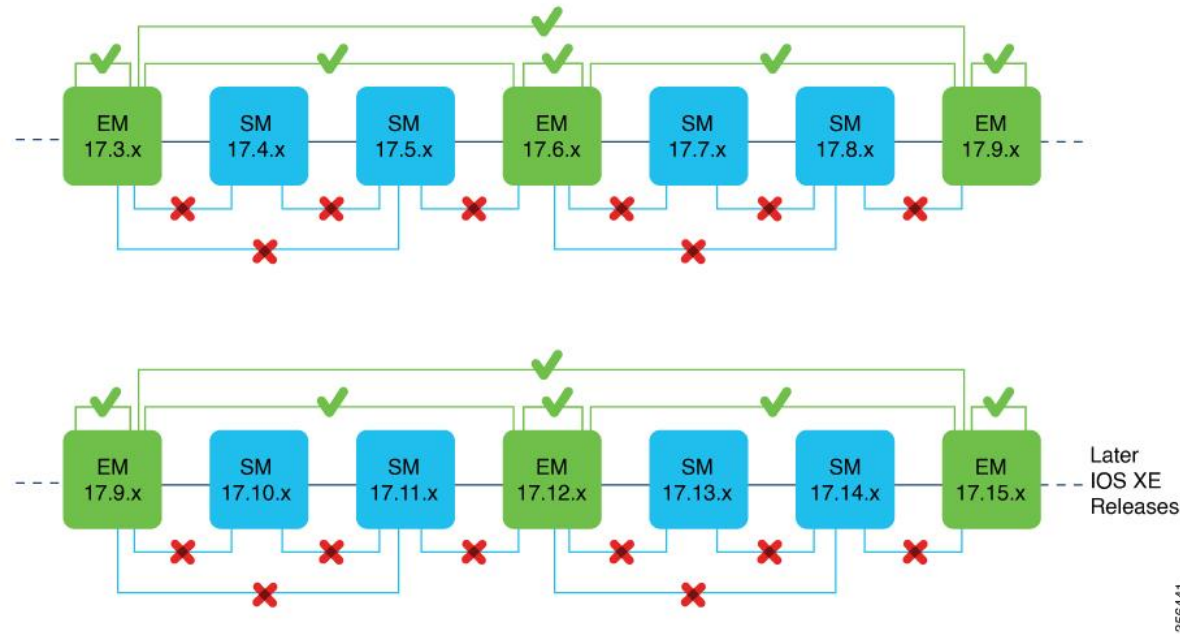 EM
17.3.x
SM
17.4.x
SM
17.5.x
EM
17.6.x
SM
17.7.x
SM
17.8.x
EM
17.9.x
EM
17.9.x
SM
17.10.x
SM
17.11.x
EM
17.12.x
SM
17.13.x
SM
17.14.x
EM
17.15.x
Later
IOS XE
Releases